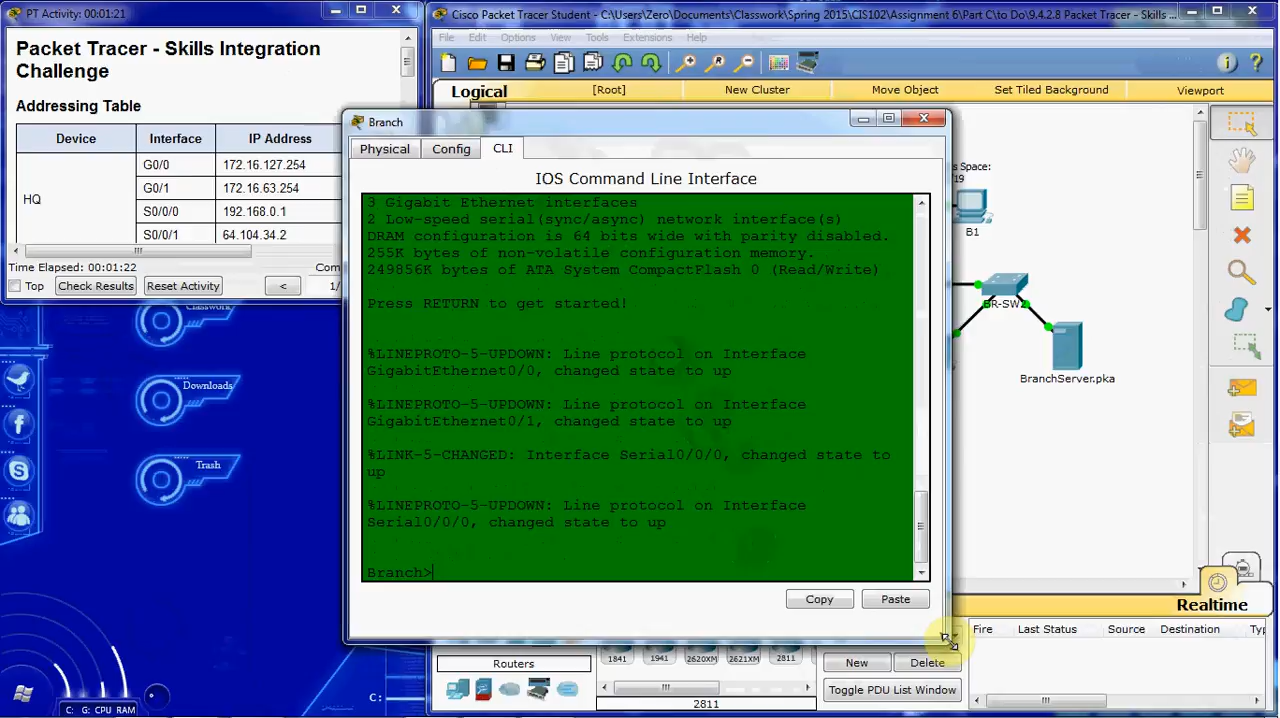 PT Activity: 00:01:21
Packet Tracer - Skills Integration
Challenge
Addressing Table
Device Interface IP Address
HQ
G0/0 172.16.127.254
G0/1 172.16.63.254
S0/0/0 192.168.0.1
S0/0/1 64.104.34.2
Time Elapsed: 00:01:22 Com
Top Check Results Reset Activity < 1/
Cisco Packet Tracer Student - C:\Users\Zero\Documents\Classwork\Spring 2015\CIS102\Assignment 6\Part C\to Do\9.4.2.8 Packet Tracer - Skills
File Edit Options View Tools Extensions Help
Logical [Root] New Cluster Move Object Set Tiled Background Viewport
Branch
Physical Config CLI
IOS Command Line Interface
3 Gigabit Ethernet interfaces
2 Low-speed serial(sync/async) network interface(s)
DRAM configuration is 64 bits wide with parity disabled.
255K bytes of non-volatile configuration memory.
249856K bytes of ATA System CompactFlash 0 (Read/Write)
Press RETURN to get started!
%LINEPROTO-5-UPDOWN: Line protocol on Interface
GigabitEthernet0/0, changed state to up
%LINEPROTO-5-UPDOWN: Line protocol on Interface
GigabitEthernet0/1, changed state to up
%LINK-5-CHANGED: Interface Serial0/0/0, changed state to
up
%LINEPROTO-5-UPDOWN: Line protocol on Interface
Serial0/0/0, changed state to up
Branch>
Copy Paste
s Space:
19
B1
BR-SW2
BranchServer.pka
Realtime
Fire Last Status Source Destination Typ
Routers
1841 1941 2620XM 2621XM 2811
New Delete
Toggle PDU List Window
2811
Classwork
Downloads
Trash
C: G: CPU RAM
C: